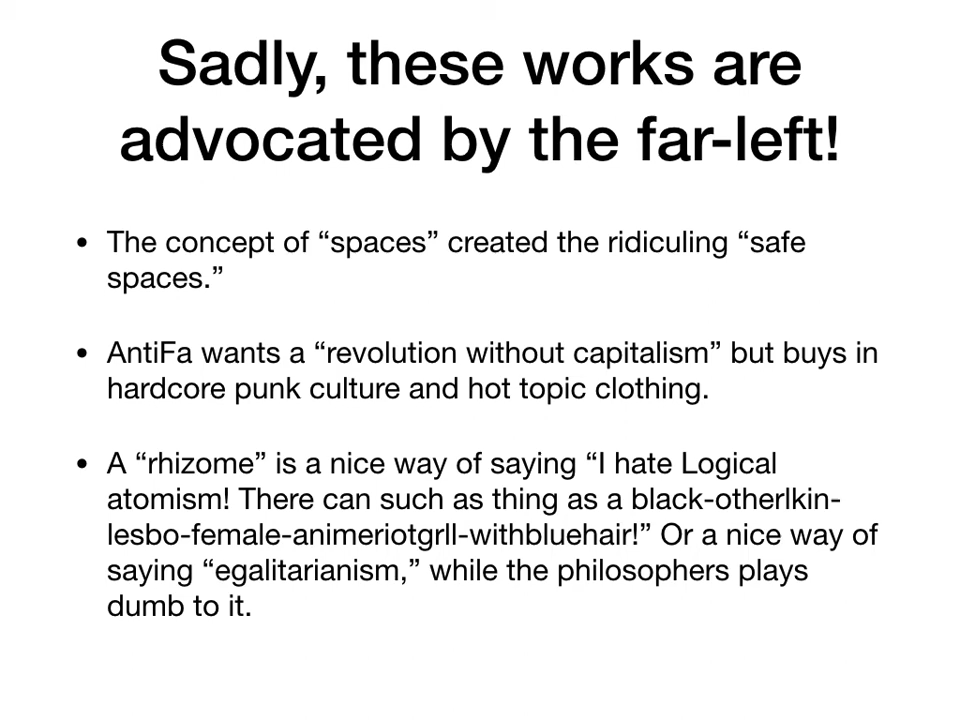 Sadly, these works are
advocated by the far-left!
• The concept of “spaces” created the ridiculing “safe
spaces.”
• AntiFa wants a “revolution without capitalism” but buys in
hardcore punk culture and hot topic clothing.
• A “rhizome” is a nice way of saying “I hate Logical
atomism! There can such as thing as a black-otherlkin-
lesbo-female-animeriotgrll-withbluehair!” Or a nice way of
saying “egalitarianism,” while the philosophers plays
dumb to it.